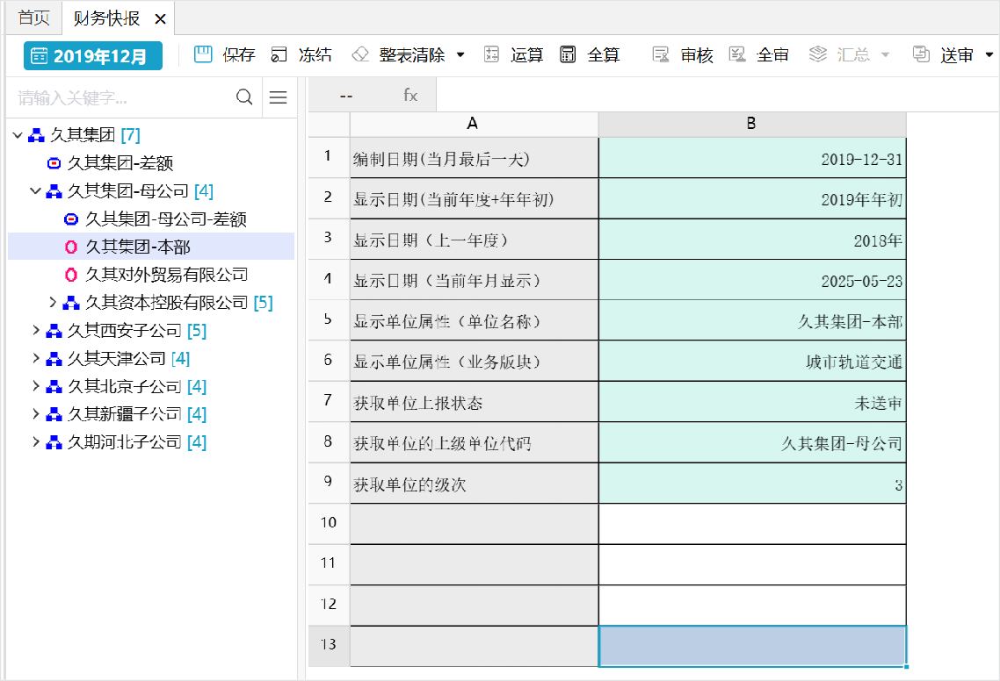 首页 财务快报
2019年12月 保存 冻结 整表清除 运算 全算 审核 全审 汇总 送审
请输入关键字... -- fx
A B
久其集团 [7]
久其集团-差额
久其集团-母公司 [4]
久其集团-母公司-差额
久其集团-本部
久其对外贸易有限公司
久其资本控股有限公司 [5]
久其西安子公司 [5]
久其天津公司 [4]
久其北京子公司 [4]
久其新疆子公司 [4]
久期河北子公司 [4]
1 编制日期(当月最后一天) 2019-12-31
2 显示日期(当前年度+年年初) 2019年年初
3 显示日期（上一年度） 2018年
4 显示日期（当前年月显示） 2025-05-23
5 显示单位属性（单位名称） 久其集团-本部
6 显示单位属性（业务版块） 城市轨道交通
7 获取单位上报状态 未送审
8 获取单位的上级单位代码 久其集团-母公司
9 获取单位的级次 3
10
11
12
13